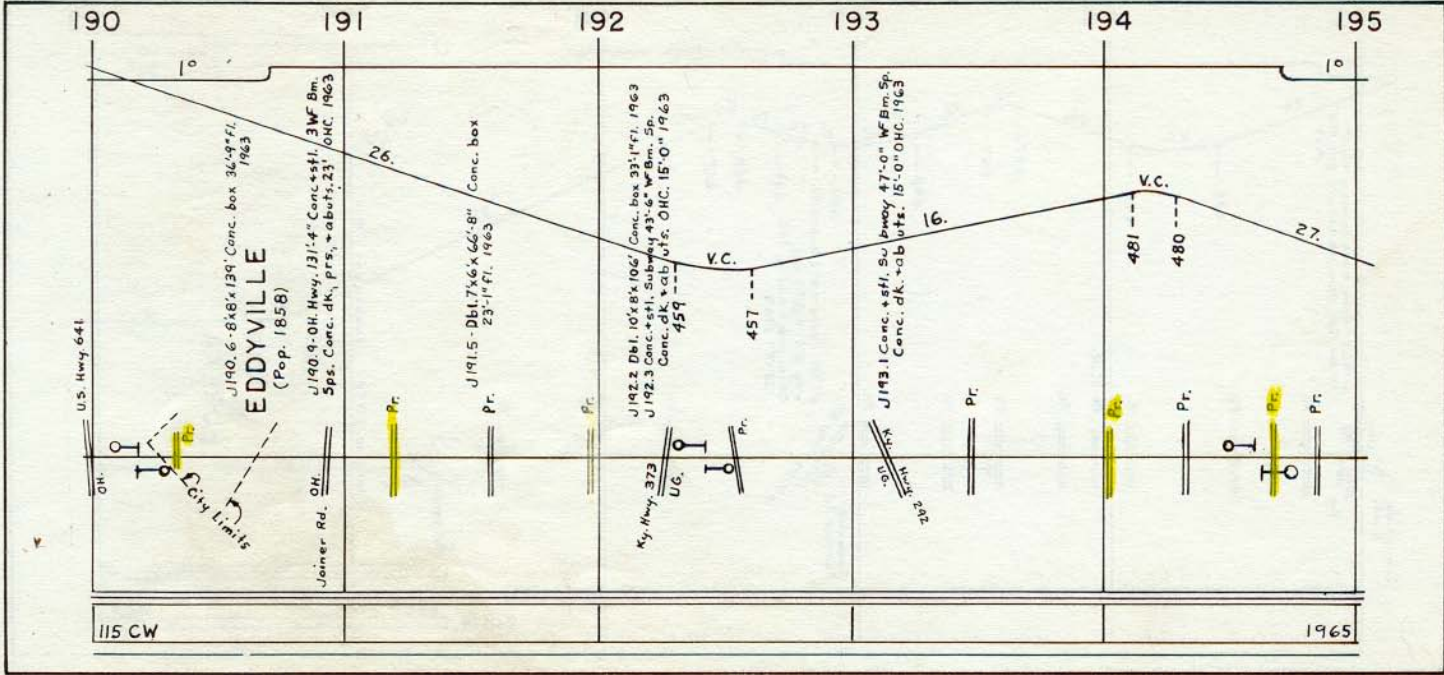 190 191 192 193 194 195
1°
1°
26.
16.
27.
V.C.
V.C.
459
457
481
480
J190.6 - 8'x8'x139' Conc. box 36'-9" Fl.
1963
EDDYVILLE
(Pop. 1858)
J190.9 - OH. Hwy. 131'-4" Conc + stl. 3 WF Bm.
Sps. Conc. dk, prs, + abuts. 23' OHC. 1963
J191.5 - Dbl. 7'x6'x66'-8" Conc. box
23'-1" Fl. 1963
J192.2 Dbl. 10'x8'x106' Conc. box 33'-1" Fl. 1963
J192.3 Conc. + stl. Subway 43'-6" WF Bm. Sp.
Conc. dk. + abuts. OHC. 15'-0" 1963
J193.1 Conc. + stl. Subway 47'-0" WF Bm. Sp.
Conc. dk. + abuts. 15'-0" OHC. 1963
U.S. Hwy. 641.
OH.
Pr.
City Limits
Joiner Rd. OH.
Pr.
Pr.
Pr.
Ky. Hwy. 373
UG.
Pr.
UG. Ky.
Hwy. 292
Pr.
Pr.
Pr.
Pr.
Pr.
115 CW
1965